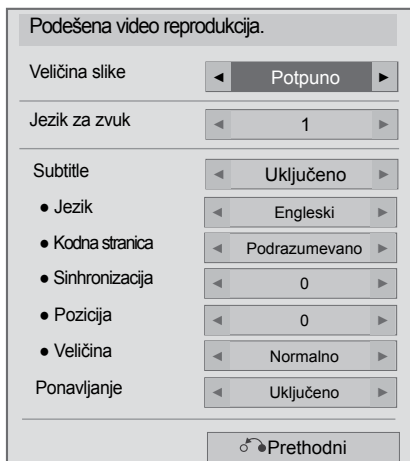 Podešena video reprodukcija.
Veličina slike ◄ Potpuno ►
Jezik za zvuk ◄ 1 ►
Subtitle ◄ Uključeno ►
● Jezik ◄ Engleski ►
● Kodna stranica ◄ Podrazumevano ►
● Sinhronizacija ◄ 0 ►
● Pozicija ◄ 0 ►
● Veličina ◄ Normalno ►
Ponavljanje ◄ Uključeno ►
Prethodni